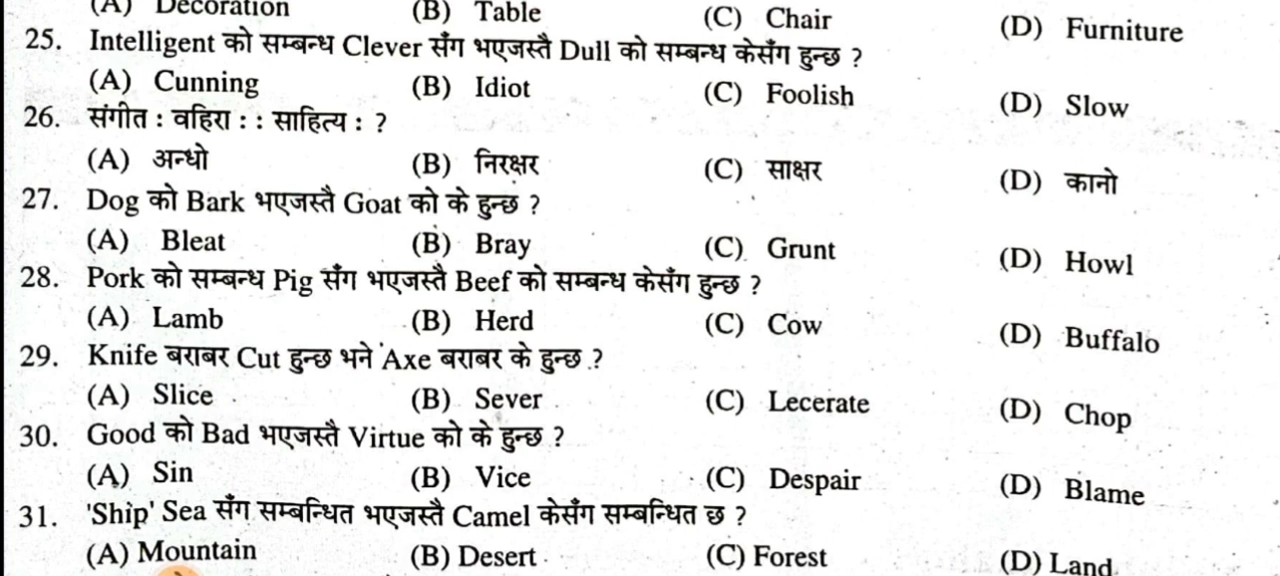 (A) Decoration (B) Table (C) Chair (D) Furniture
25. Intelligent को सम्बन्ध Clever सँग भएजस्तै Dull को सम्बन्ध केसँग हुन्छ ?
(A) Cunning (B) Idiot (C) Foolish (D) Slow
26. संगीत : वहिरा : : साहित्य : ?
(A) अन्धो (B) निरक्षर (C) साक्षर (D) कानो
27. Dog को Bark भएजस्तै Goat को के हुन्छ ?
(A) Bleat (B) Bray (C) Grunt (D) Howl
28. Pork को सम्बन्ध Pig सँग भएजस्तै Beef को सम्बन्ध केसँग हुन्छ ?
(A) Lamb (B) Herd (C) Cow (D) Buffalo
29. Knife बराबर Cut हुन्छ भने Axe बराबर के हुन्छ ?
(A) Slice (B) Sever (C) Lecerate (D) Chop
30. Good को Bad भएजस्तै Virtue को के हुन्छ ?
(A) Sin (B) Vice (C) Despair (D) Blame
31. 'Ship' Sea सँग सम्बन्धित भएजस्तै Camel केसँग सम्बन्धित छ ?
(A) Mountain (B) Desert (C) Forest (D) Land